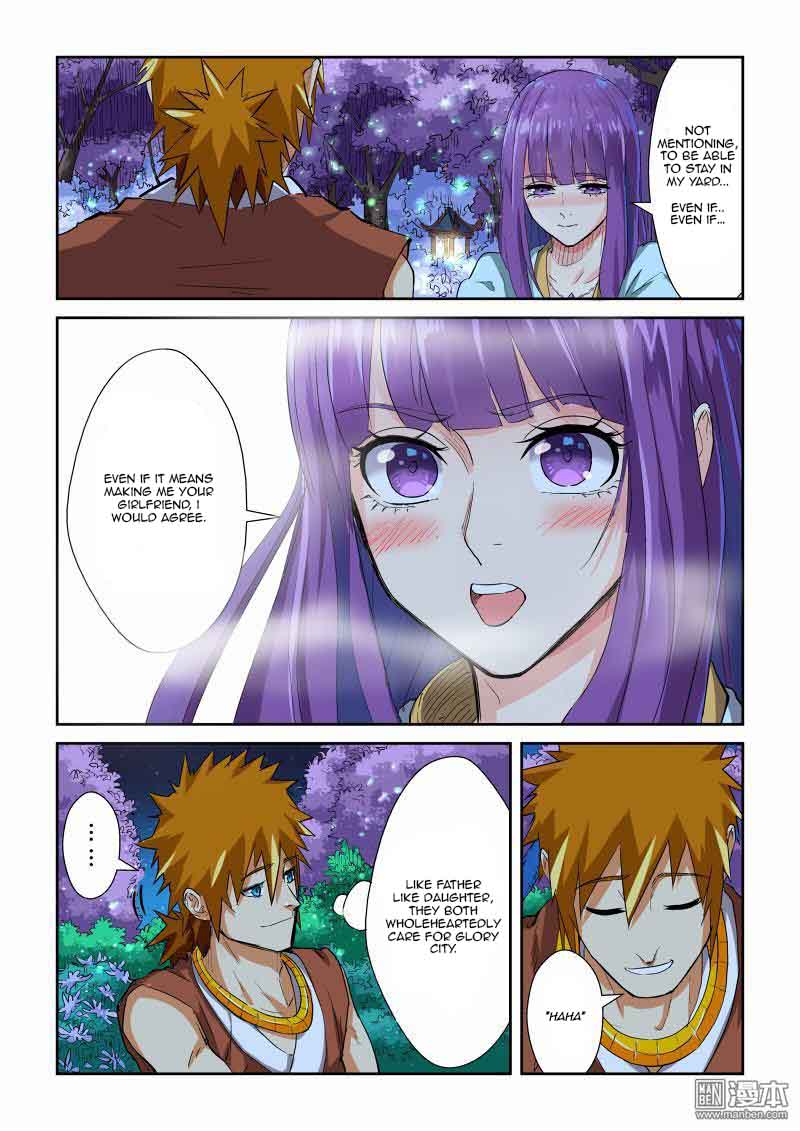 NOT
MENTIONING,
TO BE ABLE
TO STAY IN
MY YARD...
EVEN IF...
EVEN IF...
EVEN IF IT MEANS
MAKING ME YOUR
GIRLFRIEND, I
WOULD AGREE.
......
LIKE FATHER
LIKE DAUGHTER,
THEY BOTH
WHOLEHEARTEDLY
CARE FOR GLORY
CITY.
"HAHA"
MAN
BEN 漫本
www.manben.com